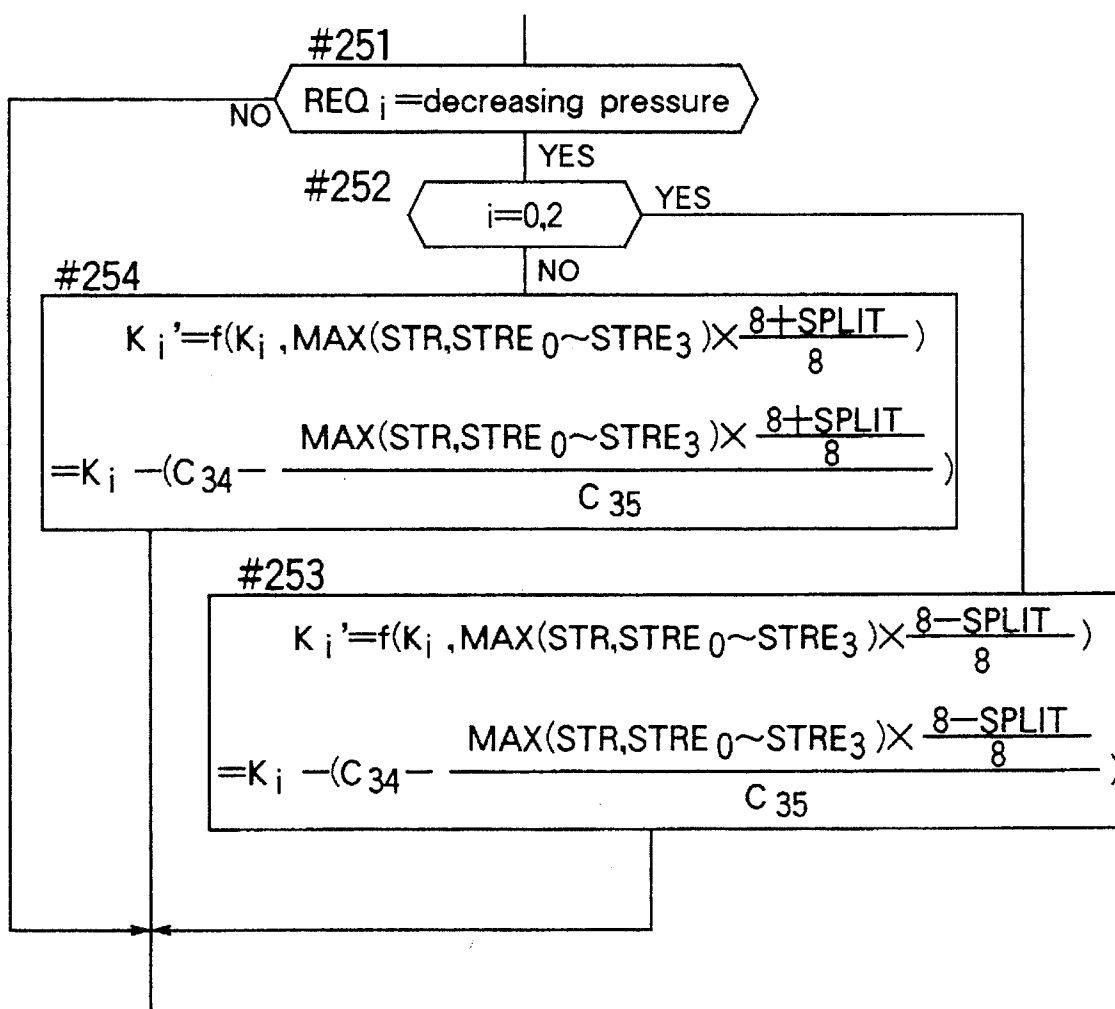 #251
REQ i =decreasing pressure
NO
YES
#252
i=0,2
YES
NO
#254
K i '=f(K i ,MAX(STR,STRE 0~STRE 3 )× 8+SPLIT / 8 )
=K i -(C 34 - MAX(STR,STRE 0~STRE 3 )× 8+SPLIT / 8 / C 35 )
#253
K i '=f(K i ,MAX(STR,STRE 0~STRE 3 )× 8-SPLIT / 8 )
=K i -(C 34 - MAX(STR,STRE 0~STRE 3 )× 8-SPLIT / 8 / C 35 )